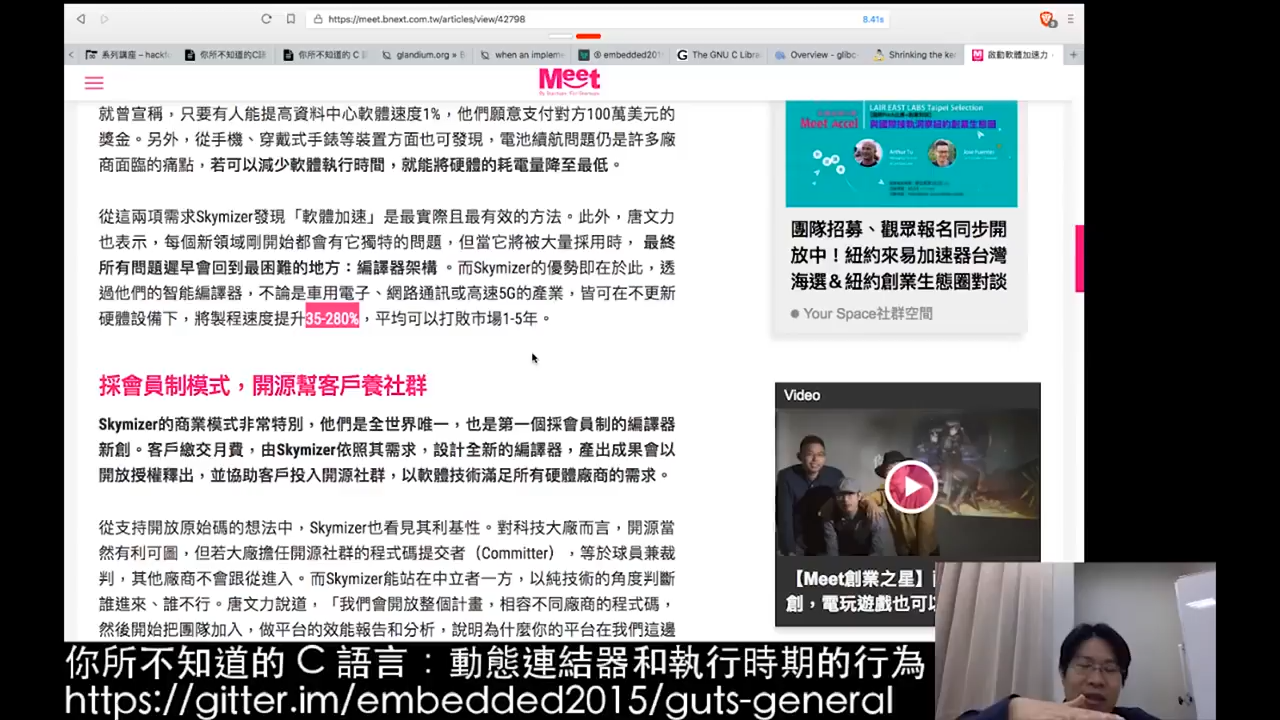 https://meet.bnext.com.tw/articles/view/42798
8.41s
系列講座 – hackfu
你所不知道的C語
你所不知道的 C
glandium.org » B
when an impleme
embedded201
The GNU C Libra
Overview - glibc
Shrinking the ke
啟動軟體加速力
Meet
就曾宣稱，只要有人能提高資料中心軟體速度1%，他們願意支付對方100萬美元的
獎金。另外，從手機、穿戴式手錶等裝置方面也可發現，電池續航問題仍是許多廠
商面臨的痛點，若可以減少軟體執行時間，就能將硬體的耗電量降至最低。
從這兩項需求Skymizer發現「軟體加速」是最實際且最有效的方法。此外，唐文力
也表示，每個新領域剛開始都會有它獨特的問題，但當它將被大量採用時， 最終
所有問題遲早會回到最困難的地方：編譯器架構 。而Skymizer的優勢即在於此，透
過他們的智能編譯器，不論是車用電子、網路通訊或高速5G的產業，皆可在不更新
硬體設備下，將製程速度提升35-280%，平均可以打敗市場1-5年。
採會員制模式，開源幫客戶養社群
Skymizer的商業模式非常特別，他們是全世界唯一，也是第一個採會員制的編譯器
新創。客戶繳交月費，由Skymizer依照其需求，設計全新的編譯器，產出成果會以
開放授權釋出，並協助客戶投入開源社群，以軟體技術滿足所有硬體廠商的需求。
從支持開放原始碼的想法中，Skymizer也看見其利基性。對科技大廠而言，開源當
然有利可圖，但若大廠擔任開源社群的程式碼提交者（Committer），等於球員兼裁
判，其他廠商不會跟從進入。而Skymizer能站在中立者一方，以純技術的角度判斷
誰進來、誰不行。唐文力說道，「我們會開放整個計畫，相容不同廠商的程式碼，
然後開始把團隊加入，做平台的效能報告和分析，說明為什麼你的平台在我們這邊
LAIR EAST LABS Taipei Selection
Meet Accel
與國際接軌洞察紐約創業生態圈
Arthur Tu
團隊招募、觀眾報名同步開
放中！紐約來易加速器台灣
海選＆紐約創業生態圈對談
Your Space社群空間
Video
【Meet創業之星】
創，電玩遊戲也可以
你所不知道的 C 語言：動態連結器和執行時期的行為
https://gitter.im/embedded2015/guts-general